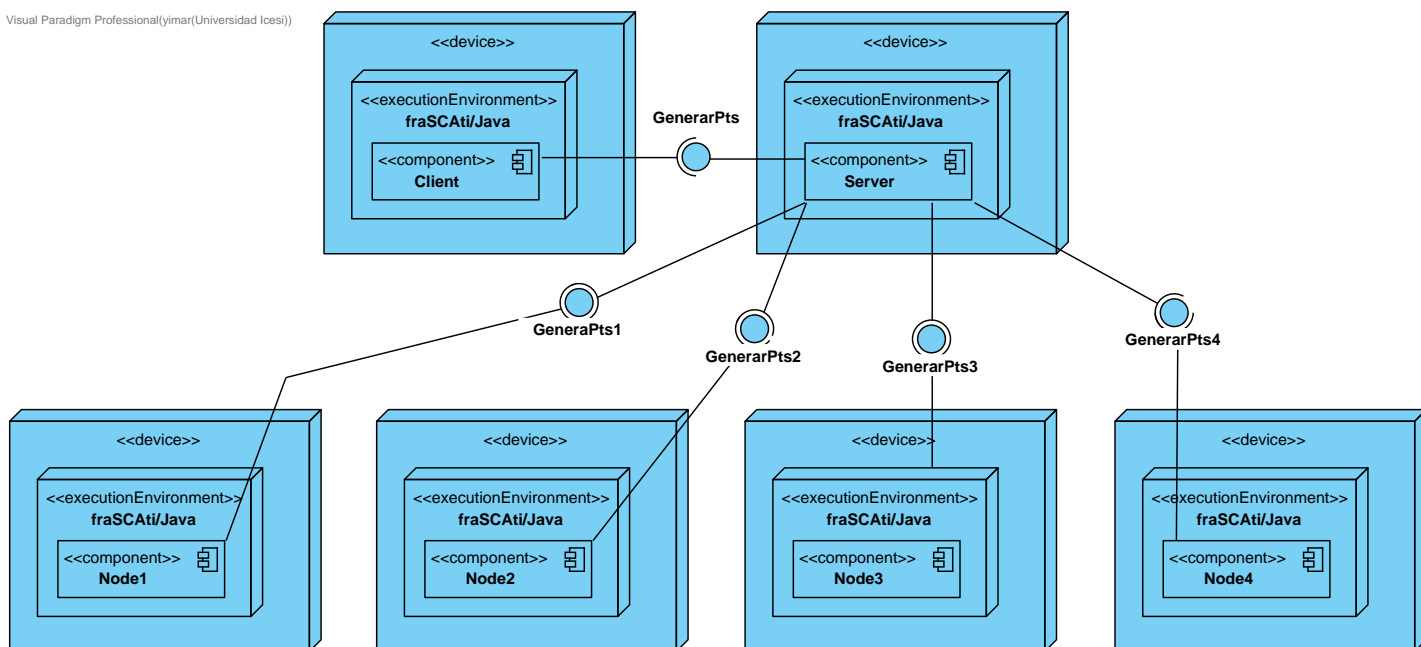 Visual Paradigm Professional(yimar(Universidad Icesi))
<<device>>
<<executionEnvironment>>
fraSCAti/Java
<<component>>
Client
GenerarPts
<<device>>
<<executionEnvironment>>
fraSCAti/Java
<<component>>
Server
GeneraPts1
GenerarPts2
GenerarPts3
GenerarPts4
<<device>>
<<executionEnvironment>>
fraSCAti/Java
<<component>>
Node1
<<device>>
<<executionEnvironment>>
fraSCAti/Java
<<component>>
Node2
<<device>>
<<executionEnvironment>>
fraSCAti/Java
<<component>>
Node3
<<device>>
<<executionEnvironment>>
fraSCAti/Java
<<component>>
Node4